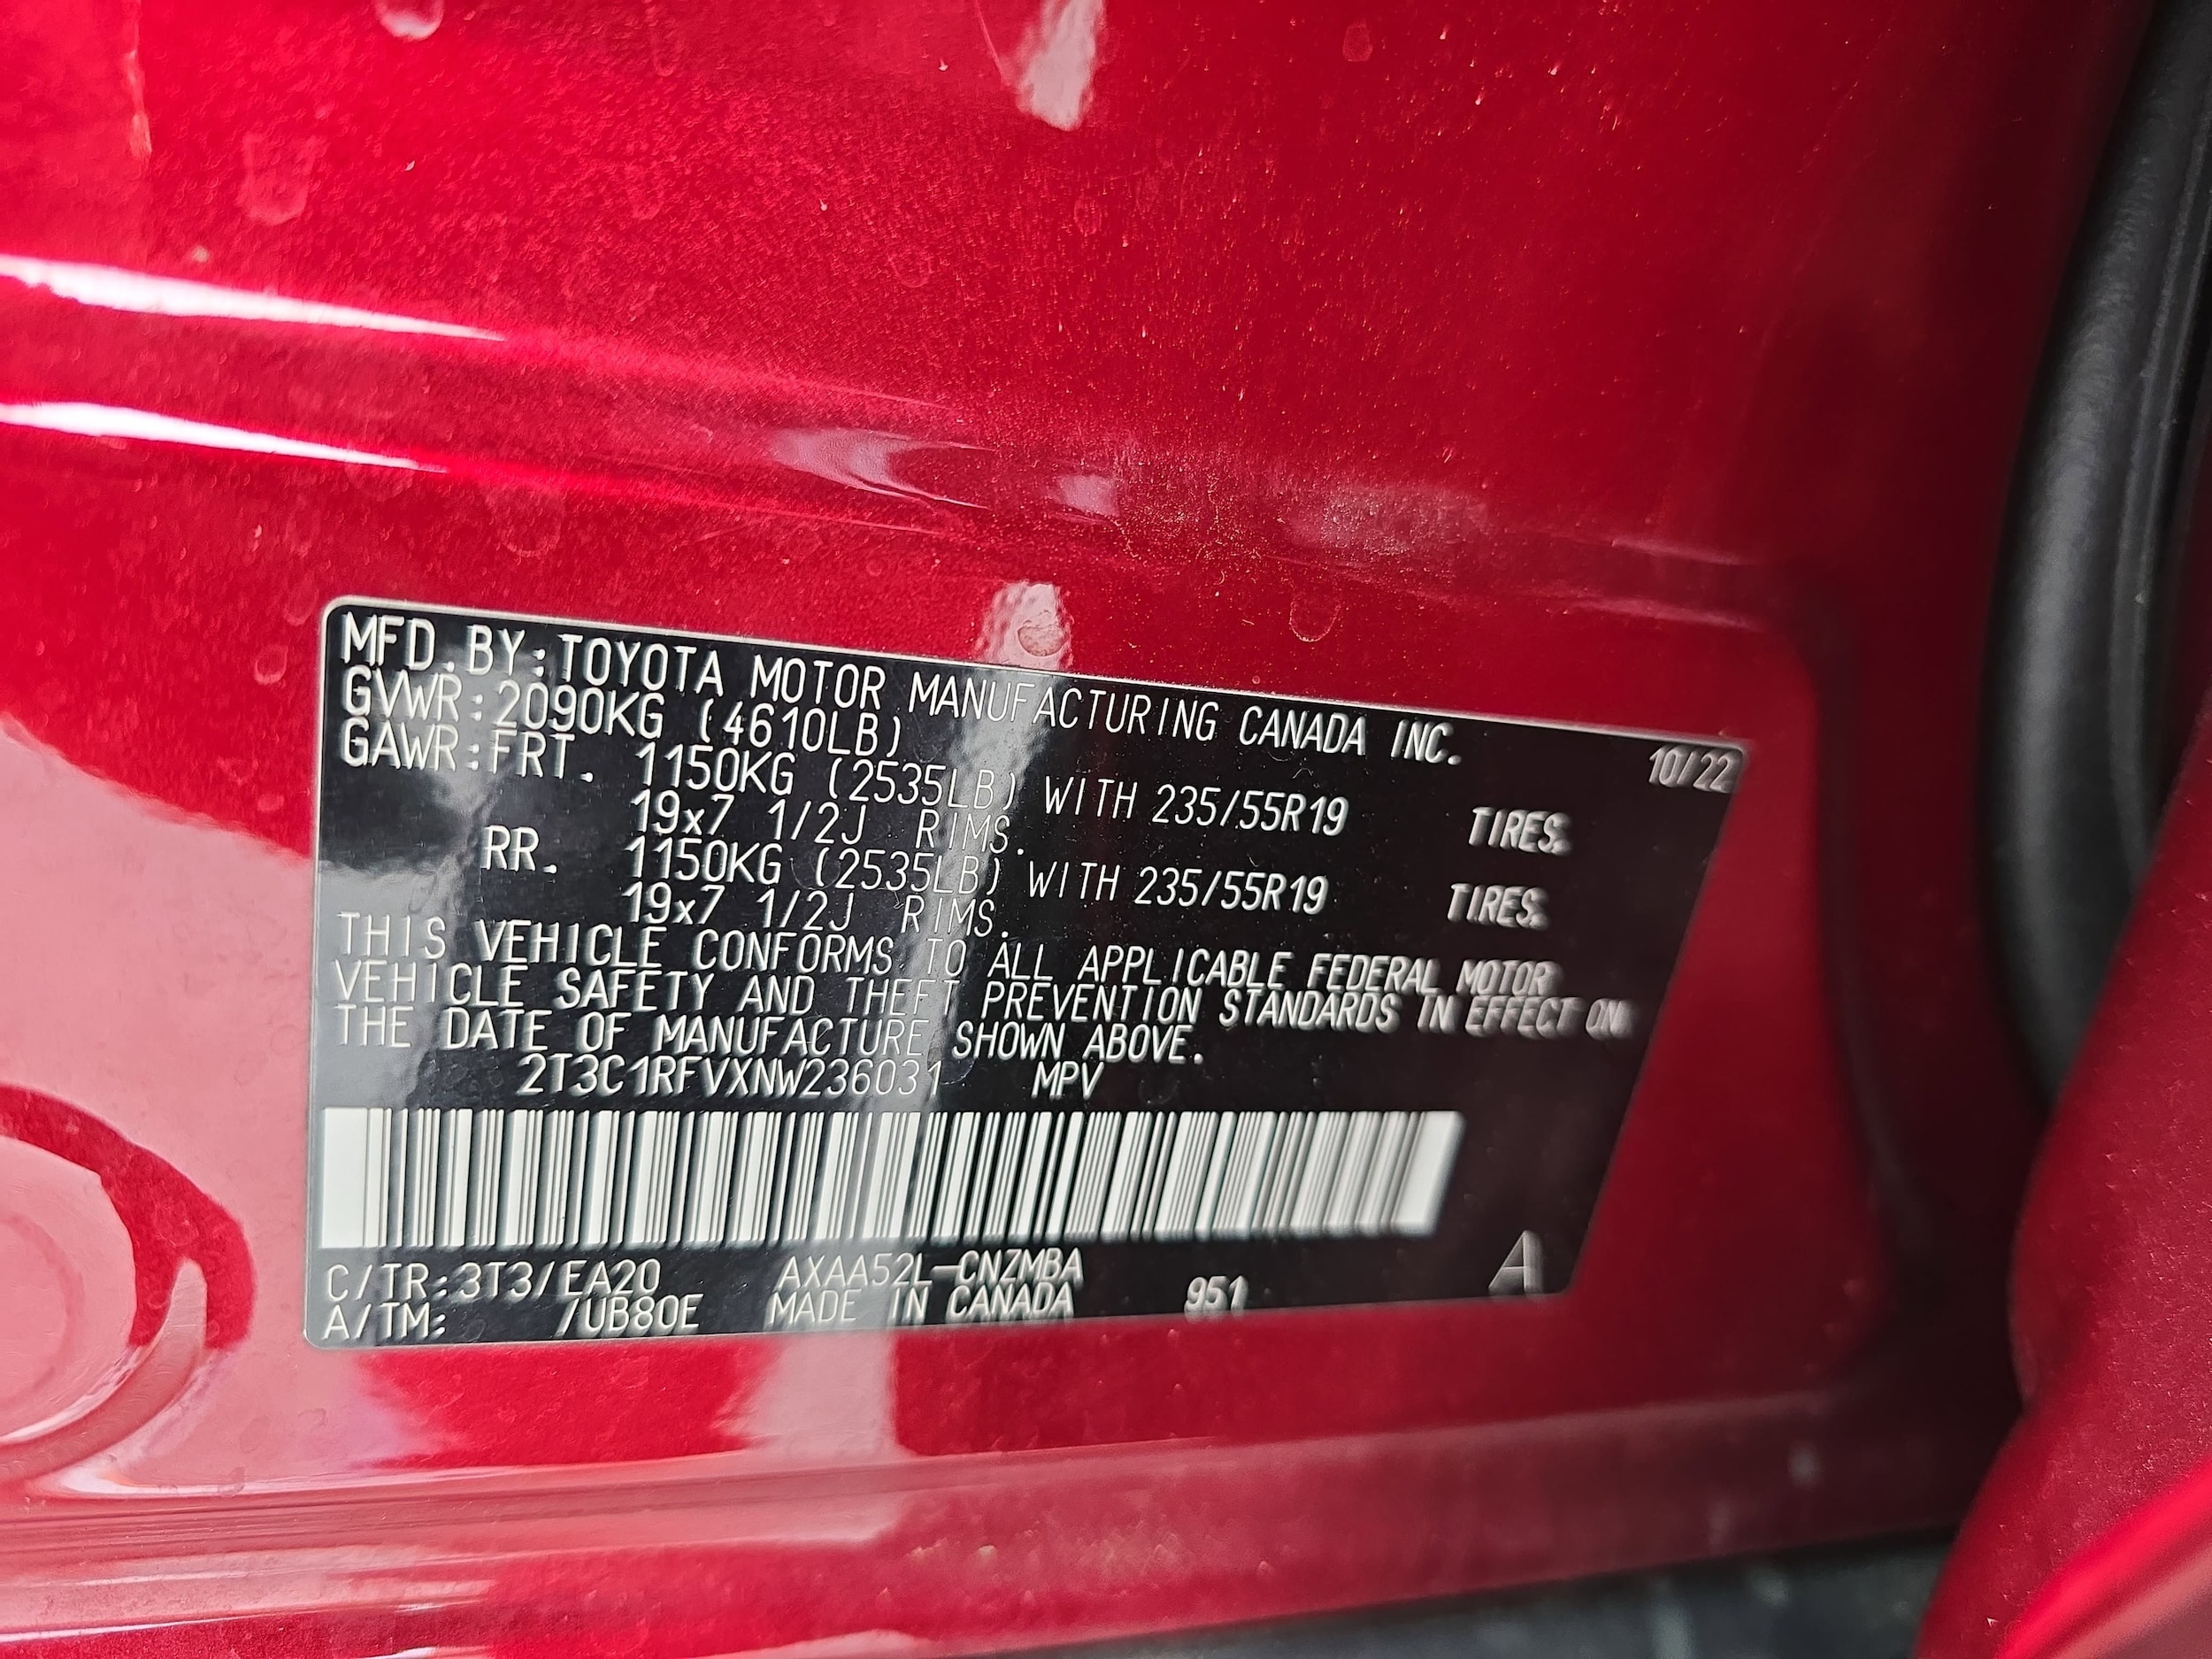 MFD.BY:TOYOTA MOTOR MANUFACTURING CANADA INC.
GVWR:2090KG (4610LB) 10/22
GAWR:FRT. 1150KG (2535LB) WITH 235/55R19 TIRES.
19x7 1/2J RIMS.
RR. 1150KG (2535LB) WITH 235/55R19 TIRES.
19x7 1/2J RIMS.
THIS VEHICLE CONFORMS TO ALL APPLICABLE FEDERAL MOTOR
VEHICLE SAFETY AND THEFT PREVENTION STANDARDS IN EFFECT ON
THE DATE OF MANUFACTURE SHOWN ABOVE.
2T3C1RFVXNW236031 MPV
C/TR:3T3/EA20 AXAA52L-CNZMBA
A/TM: /UB80E MADE IN CANADA 951 A